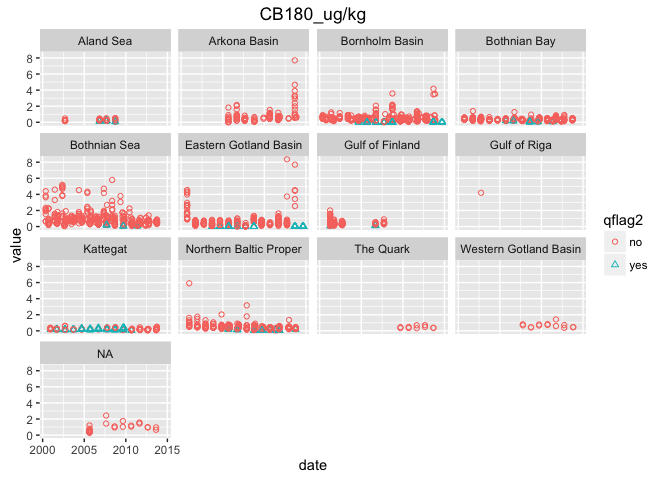 CB180_ug/kg
Aland Sea Arkona Basin Bornholm Basin Bothnian Bay
8
6
4
2
0
Bothnian Sea Eastern Gotland Basin Gulf of Finland Gulf of Riga
8
6
4
2
0
value
qflag2
no
yes
Kattegat Northern Baltic Proper The Quark Western Gotland Basin
8
6
4
2
0
NA
8
6
4
2
0
2000 2005 2010 2015
date